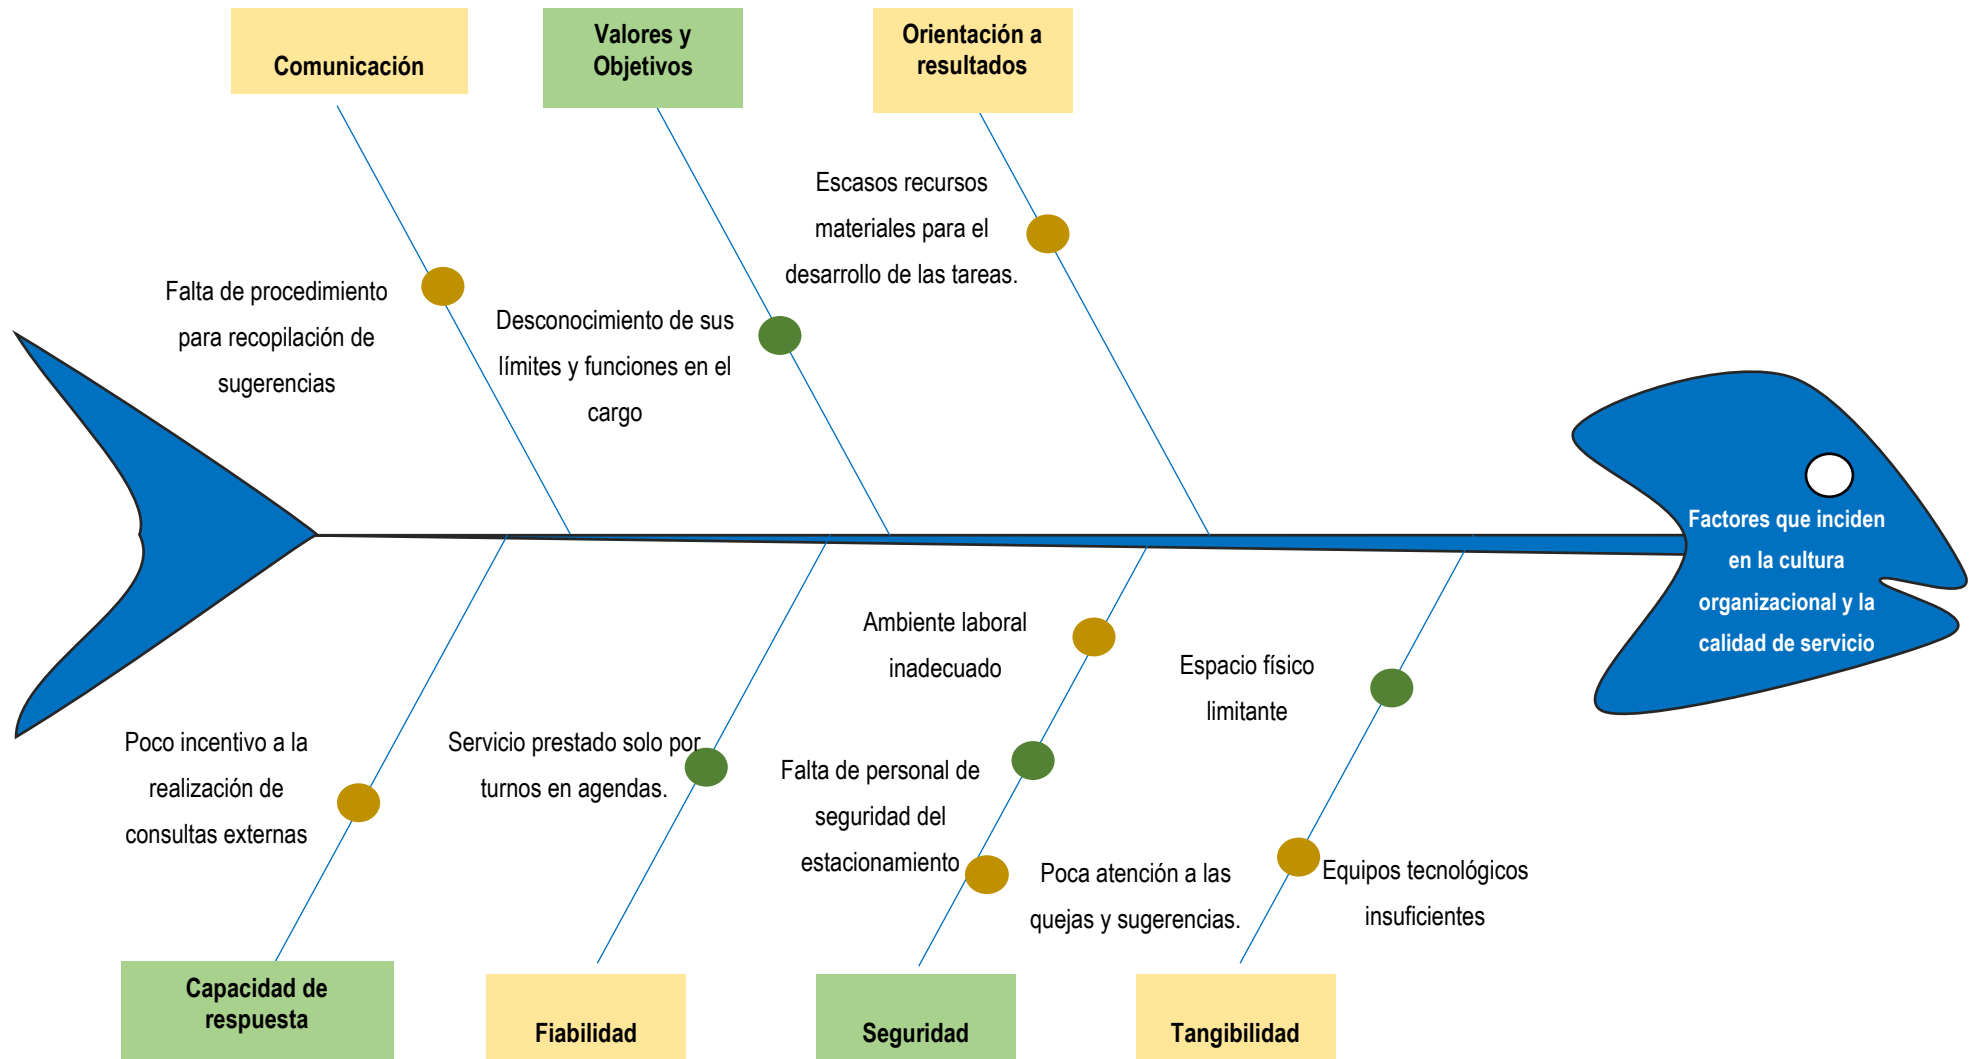 Comunicación
Valores y
Objetivos
Orientación a
resultados
Escasos recursos
materiales para el
desarrollo de las tareas.
Falta de procedimiento
para recopilación de
sugerencias
Desconocimiento de sus
límites y funciones en el
cargo
Factores que inciden
en la cultura
organizacional y la
calidad de servicio
Ambiente laboral
inadecuado
Espacio físico
limitante
Poco incentivo a la
realización de
consultas externas
Servicio prestado solo por
turnos en agendas.
Falta de personal de
seguridad del
estacionamiento
Poca atención a las
quejas y sugerencias.
Equipos tecnológicos
insuficientes
Capacidad de
respuesta
Fiabilidad
Seguridad
Tangibilidad